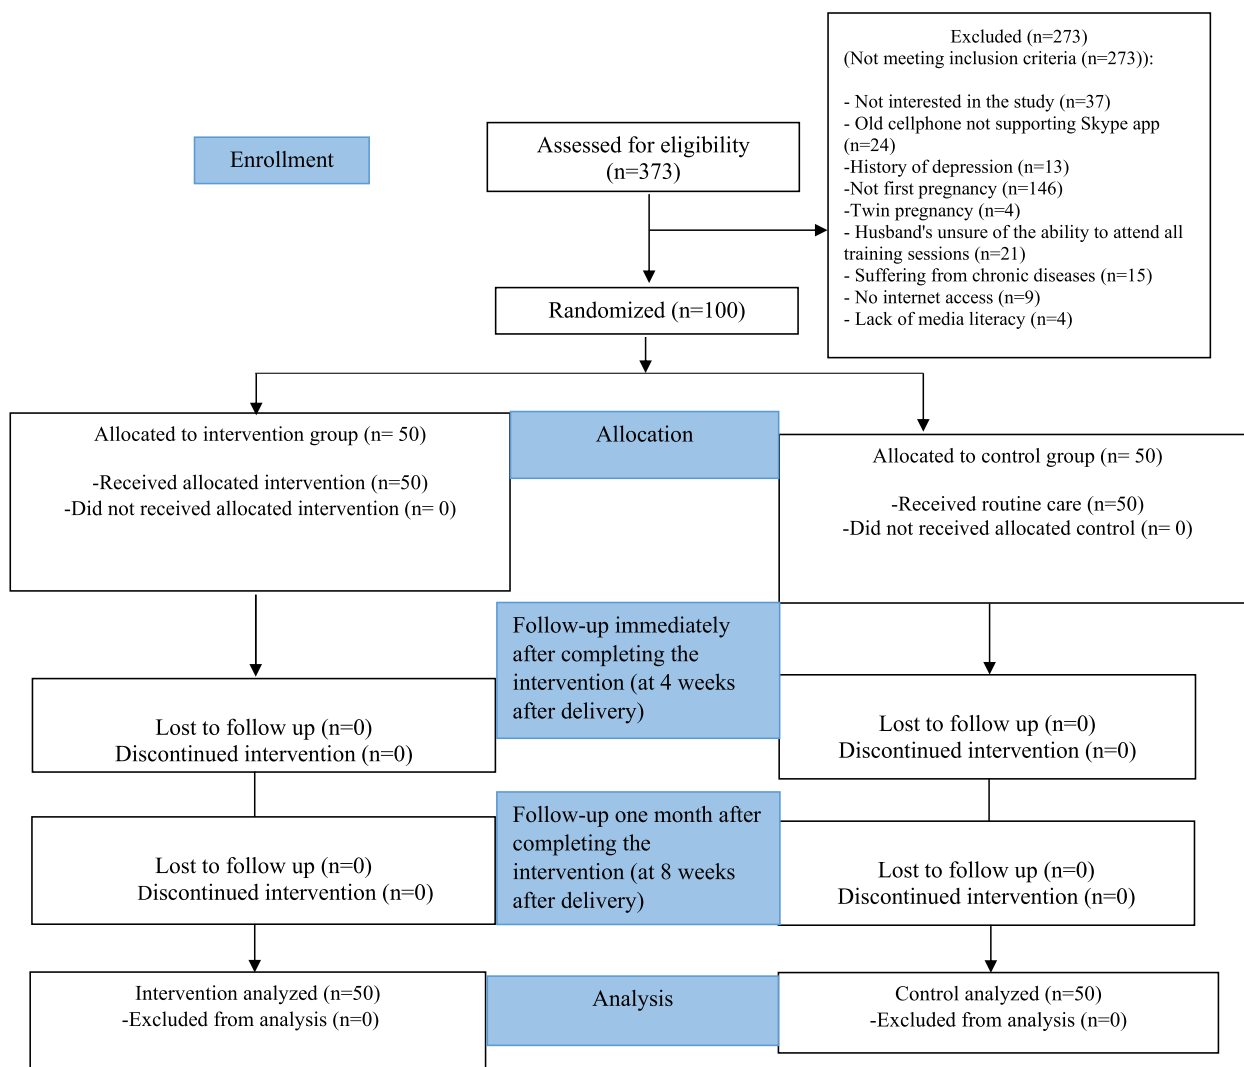 Excluded (n=273)
(Not meeting inclusion criteria (n=273)):
- Not interested in the study (n=37)
- Old cellphone not supporting Skype app
(n=24)
-History of depression (n=13)
-Not first pregnancy (n=146)
-Twin pregnancy (n=4)
- Husband's unsure of the ability to attend all
training sessions (n=21)
- Suffering from chronic diseases (n=15)
- No internet access (n=9)
- Lack of media literacy (n=4)
Enrollment
Assessed for eligibility
(n=373)
Randomized (n=100)
Allocated to intervention group (n= 50)
-Received allocated intervention (n=50)
-Did not received allocated intervention (n= 0)
Allocation
Allocated to control group (n= 50)
-Received routine care (n=50)
-Did not received allocated control (n= 0)
Follow-up immediately
after completing the
intervention (at 4 weeks
after delivery)
Lost to follow up (n=0)
Discontinued intervention (n=0)
Lost to follow up (n=0)
Discontinued intervention (n=0)
Follow-up one month after
completing the
intervention (at 8 weeks
after delivery)
Lost to follow up (n=0)
Discontinued intervention (n=0)
Lost to follow up (n=0)
Discontinued intervention (n=0)
Intervention analyzed (n=50)
-Excluded from analysis (n=0)
Analysis
Control analyzed (n=50)
-Excluded from analysis (n=0)